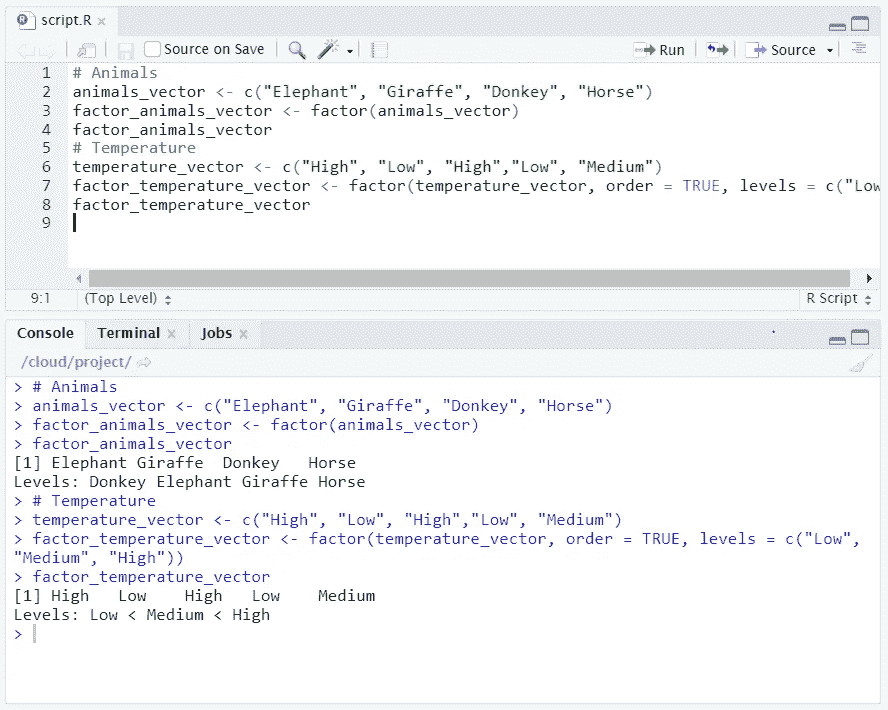 script.R
Source on Save
Run
Source
1 # Animals
2 animals_vector <- c("Elephant", "Giraffe", "Donkey", "Horse")
3 factor_animals_vector <- factor(animals_vector)
4 factor_animals_vector
5 # Temperature
6 temperature_vector <- c("High", "Low", "High","Low", "Medium")
7 factor_temperature_vector <- factor(temperature_vector, order = TRUE, levels = c("Low
8 factor_temperature_vector
9
9:1 (Top Level) R Script
Console Terminal Jobs
/cloud/project/
> # Animals
> animals_vector <- c("Elephant", "Giraffe", "Donkey", "Horse")
> factor_animals_vector <- factor(animals_vector)
> factor_animals_vector
[1] Elephant Giraffe  Donkey   Horse
Levels: Donkey Elephant Giraffe Horse
> # Temperature
> temperature_vector <- c("High", "Low", "High","Low", "Medium")
> factor_temperature_vector <- factor(temperature_vector, order = TRUE, levels = c("Low",
"Medium", "High"))
> factor_temperature_vector
[1] High   Low    High   Low    Medium
Levels: Low < Medium < High
>